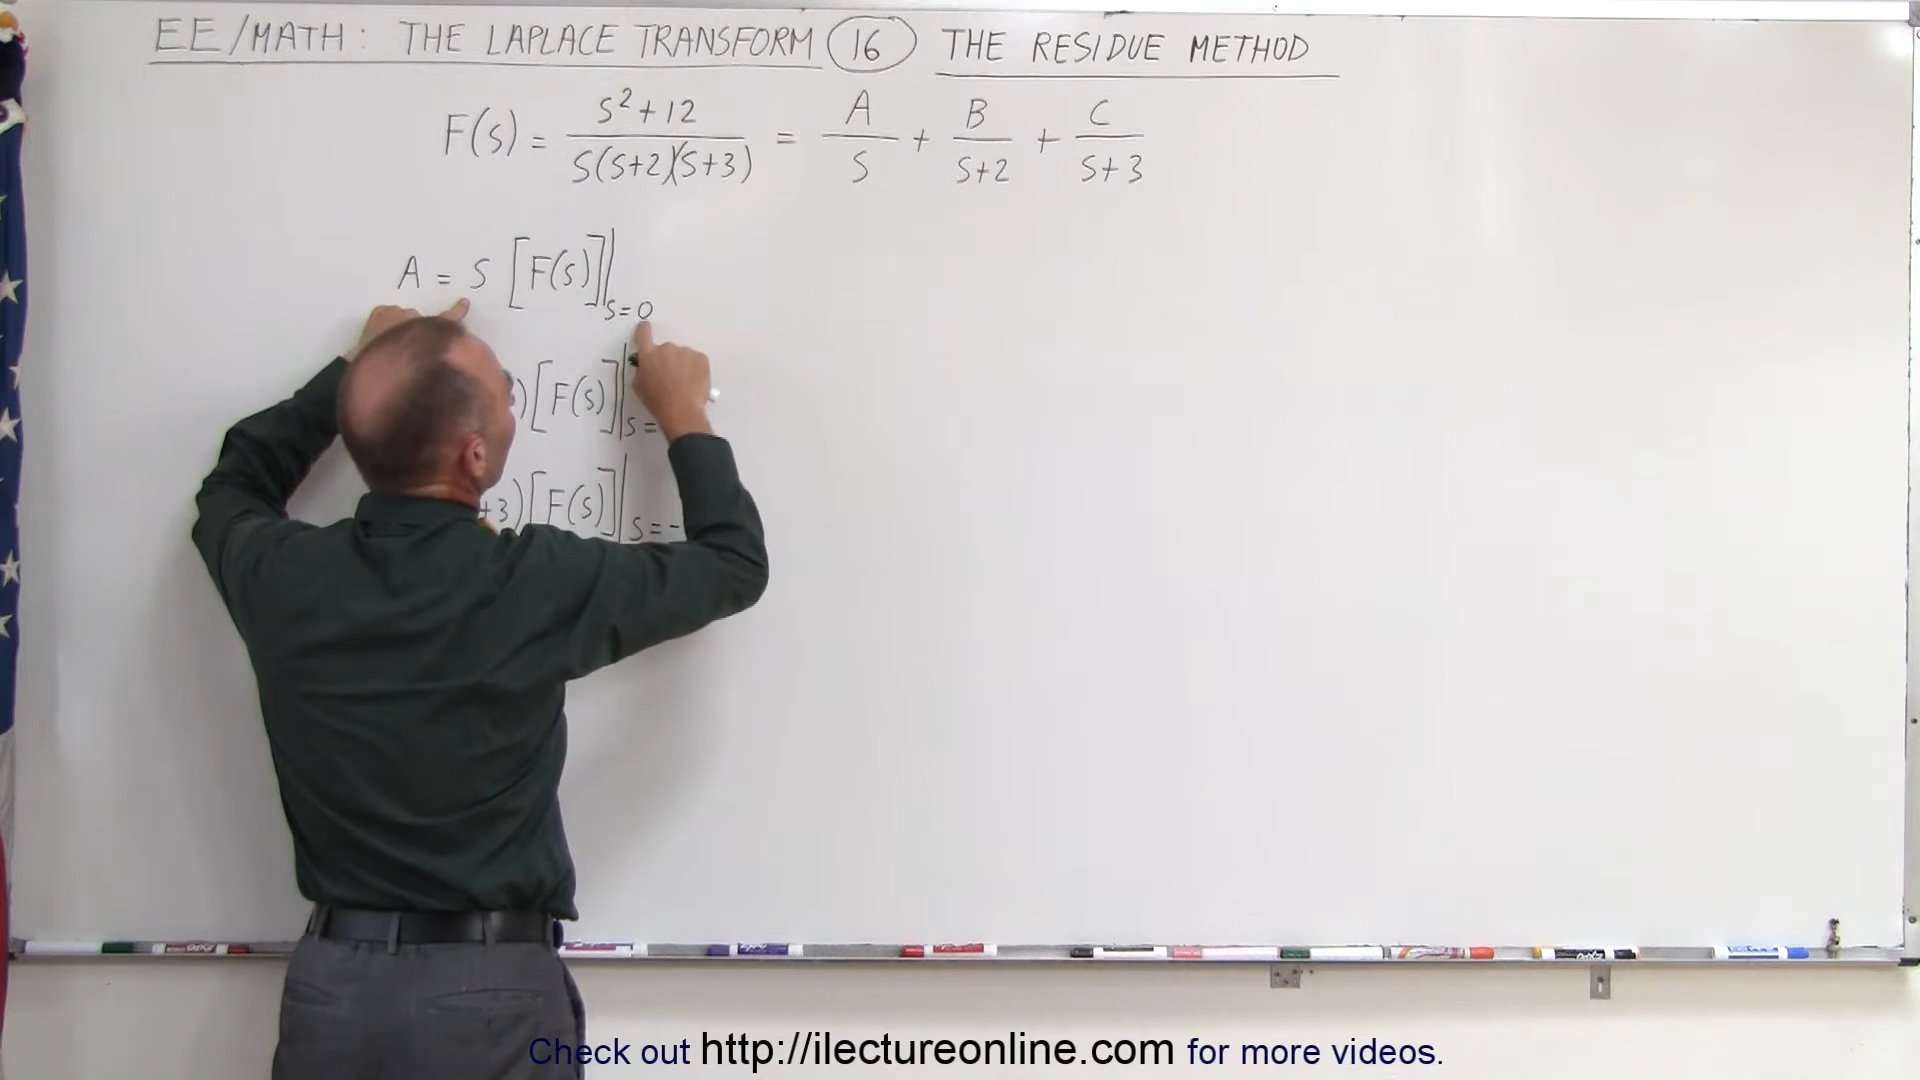 EE/MATH: THE LAPLACE TRANSFORM 16 THE RESIDUE METHOD
F(s) = s²+12 / s(s+2)(s+3) = A/s + B/s+2 + C/s+3
A = s [F(s)]|s=0
)[F(s)]|s=
+3)[F(s)]|s=-
Check out http://ilectureonline.com for more videos.